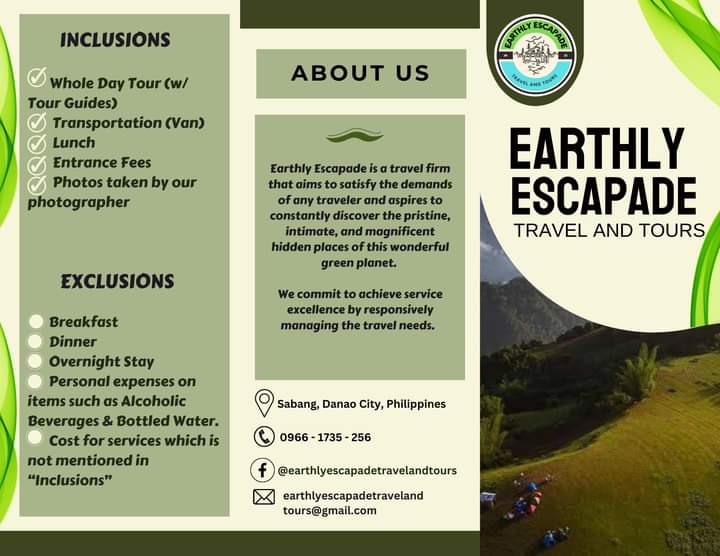 INCLUSIONS
Whole Day Tour (w/
Tour Guides)
Transportation (Van)
Lunch
Entrance Fees
Photos taken by our
photographer
EXCLUSIONS
Breakfast
Dinner
Overnight Stay
Personal expenses on
items such as Alcoholic
Beverages & Bottled Water.
Cost for services which is
not mentioned in
“Inclusions”
ABOUT US
Earthly Escapade is a travel firm
that aims to satisfy the demands
of any traveler and aspires to
constantly discover the pristine,
intimate, and magnificent
hidden places of this wonderful
green planet.
We commit to achieve service
excellence by responsively
managing the travel needs.
Sabang, Danao City, Philippines
0966 - 1735 - 256
@earthlyescapadetravelandtours
earthlyescapadetraveland
tours@gmail.com
EARTHLY ESCAPADE
TRAVEL AND TOURS
EARTHLY
ESCAPADE
TRAVEL AND TOURS